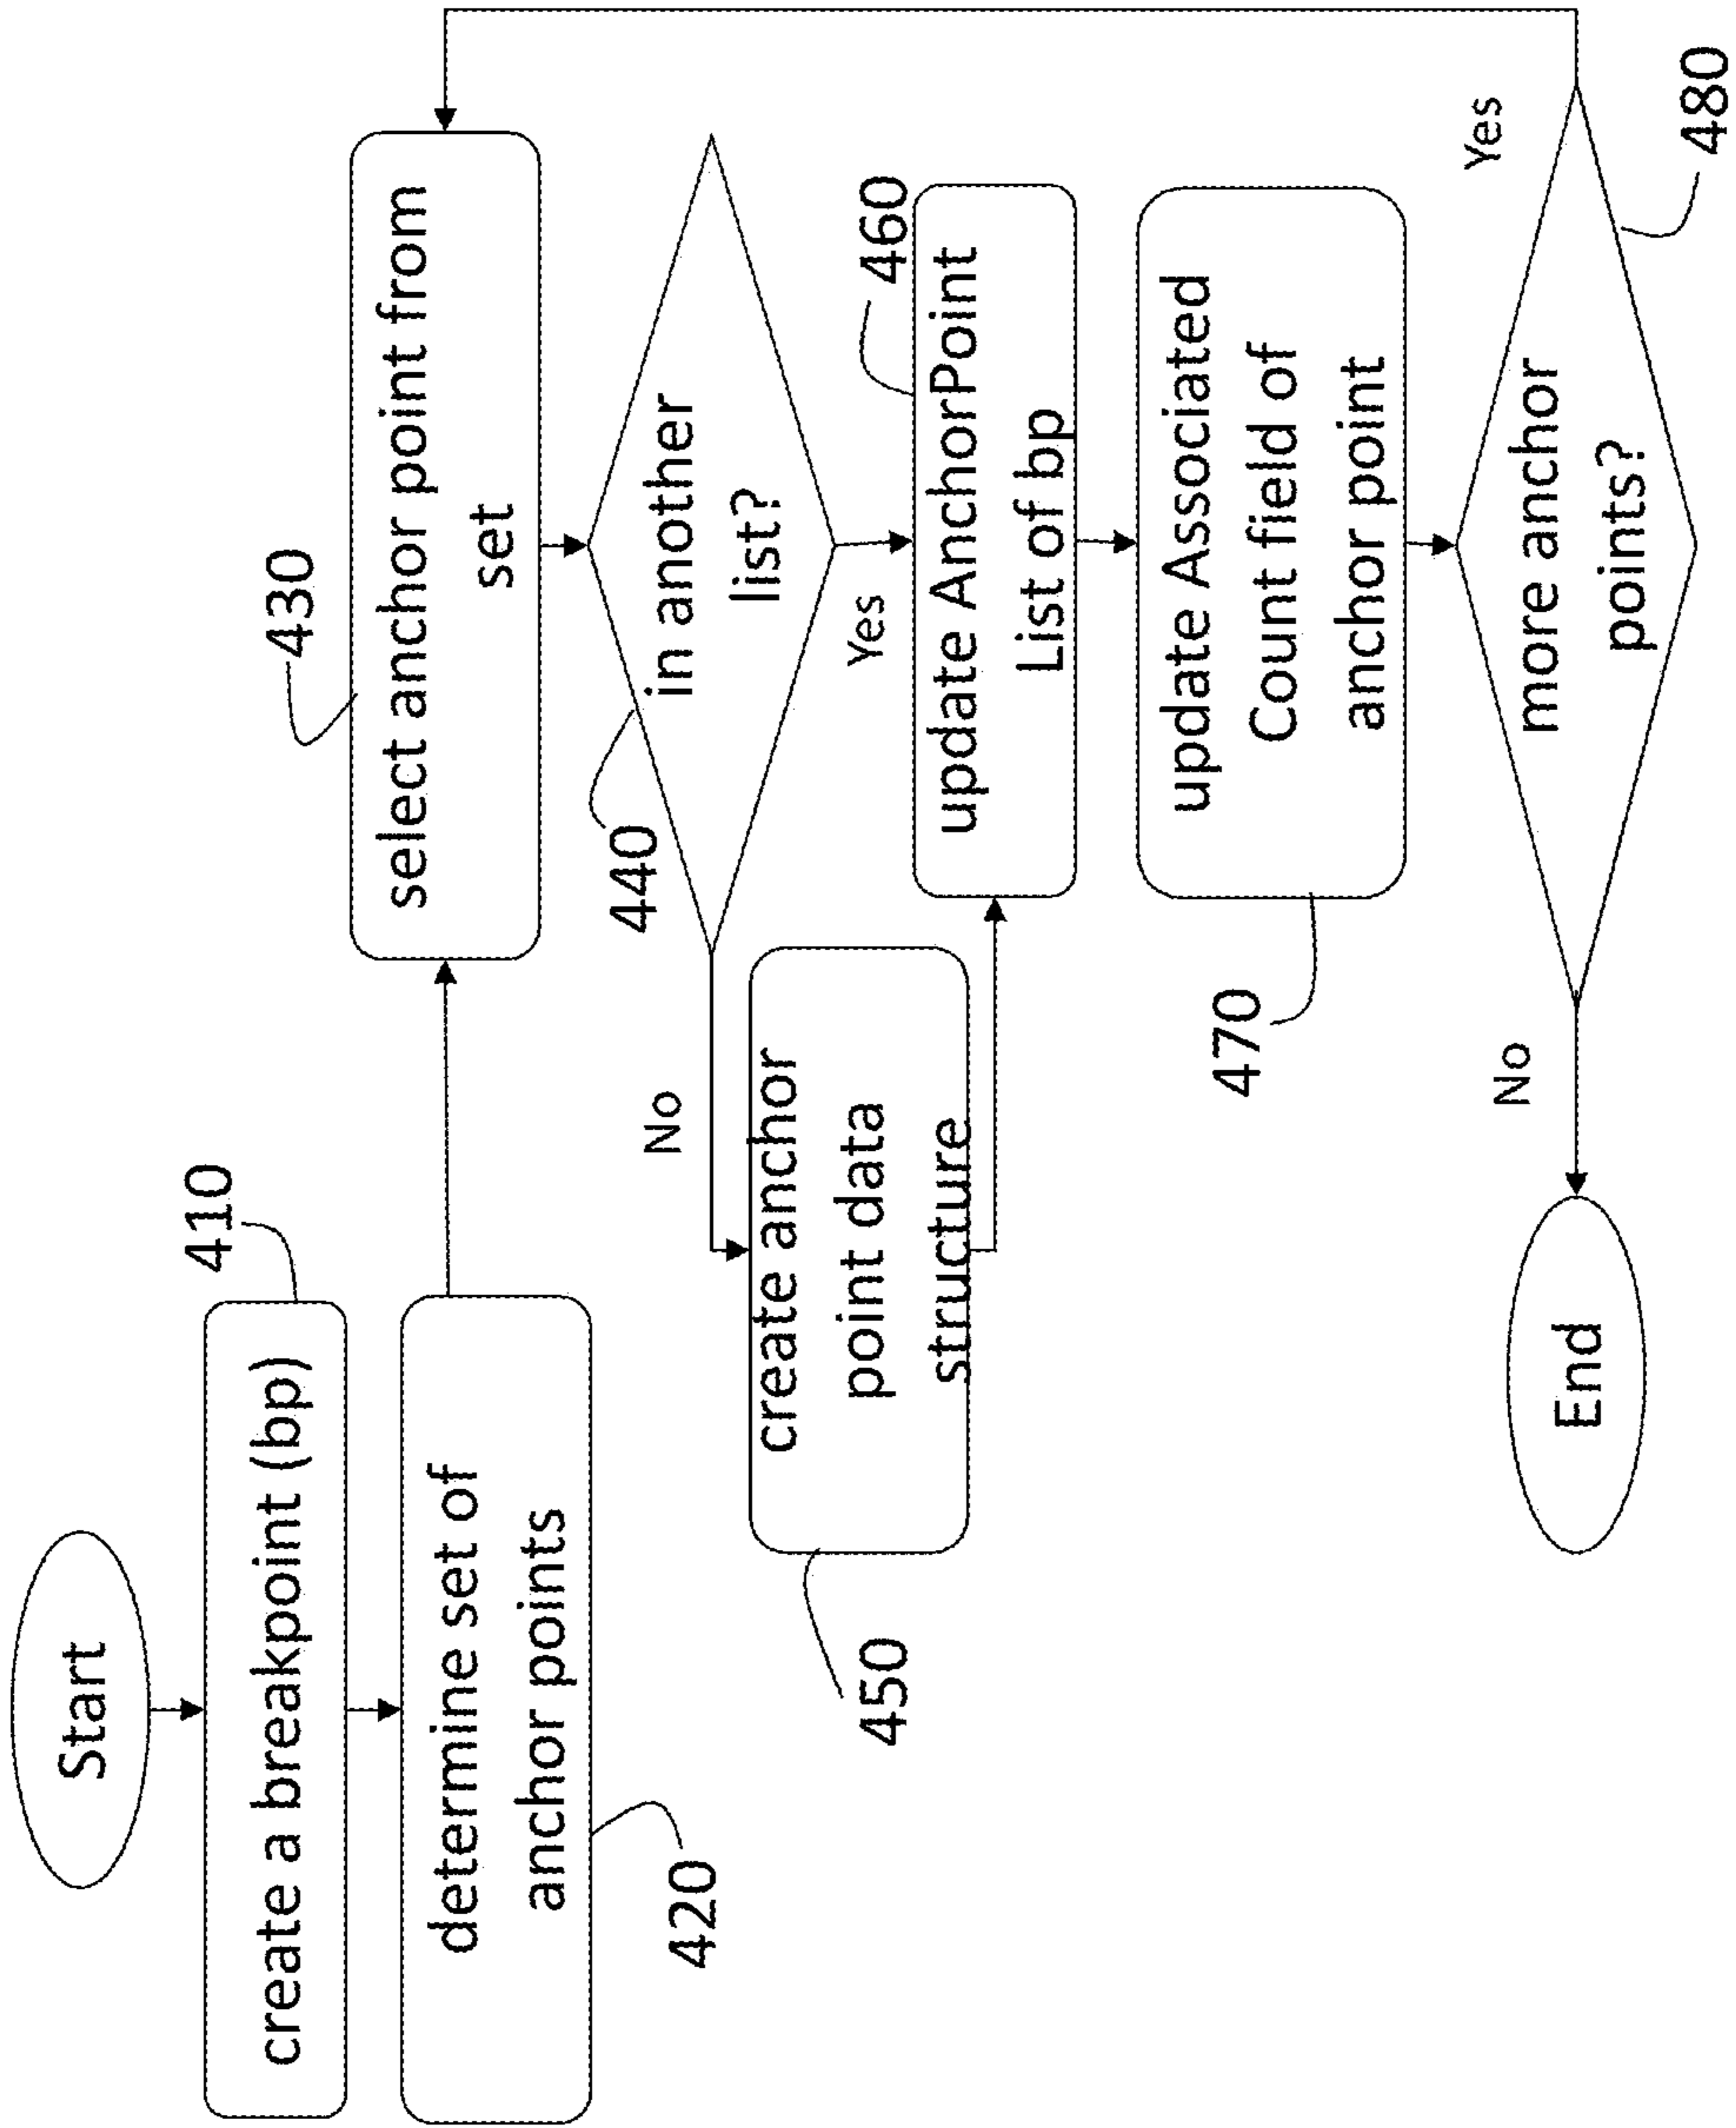 Start
410
create a breakpoint (bp)
determine set of
anchor points
420
430
select anchor point from
set
440
in another
list?
No
Yes
450
create anchor
point data
structure
460
update AnchorPoint
List of bp
470
update Associated
Count field of
anchor point
480
more anchor
points?
Yes
No
End